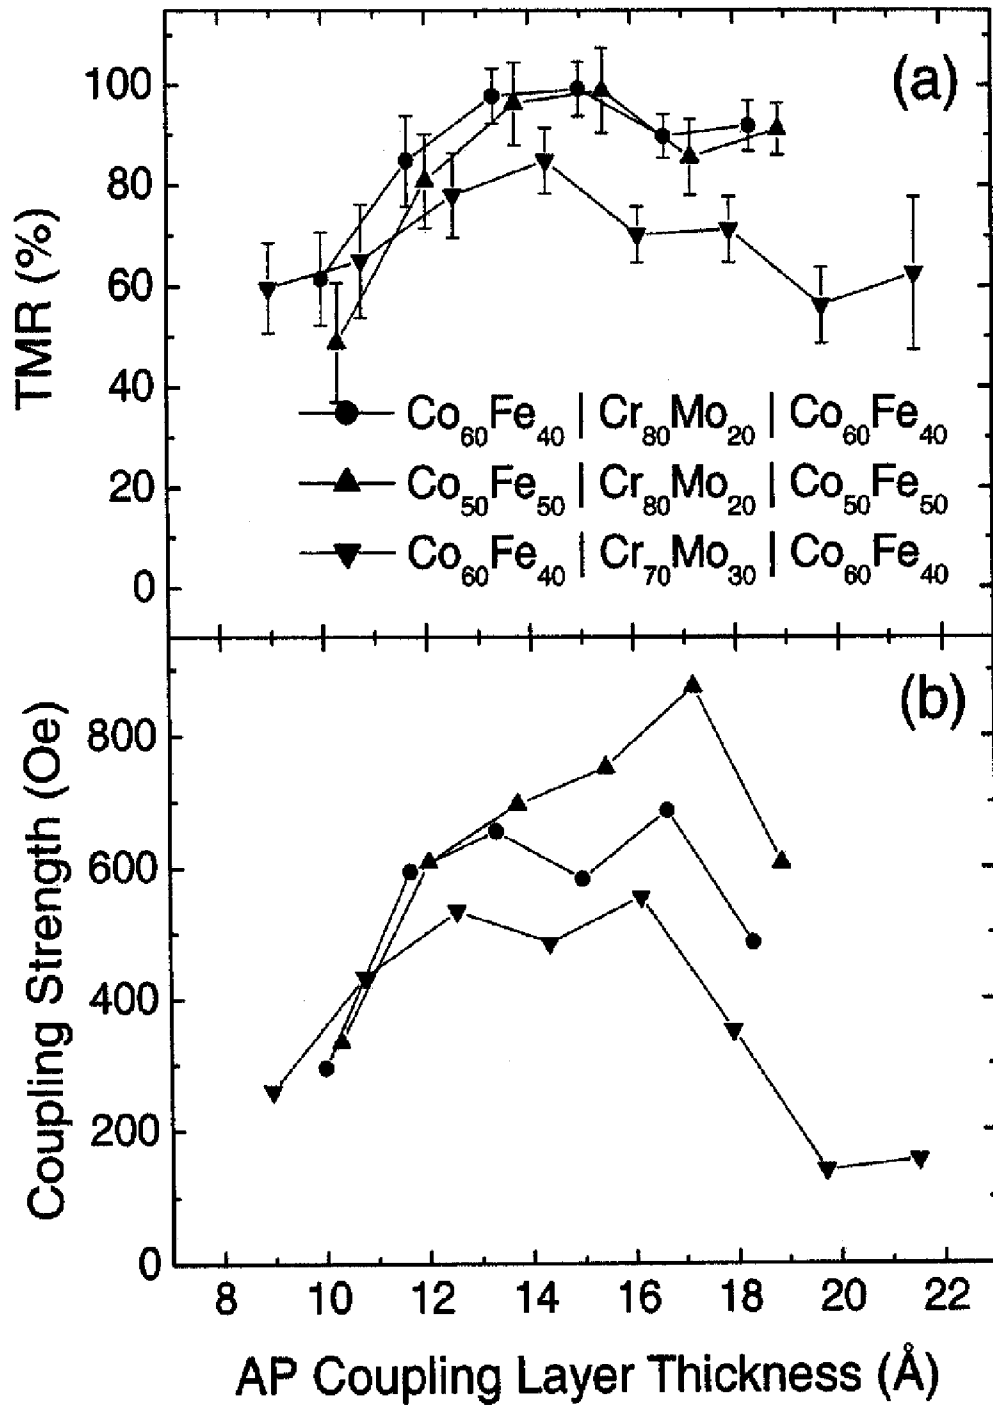 (a)
100
80
60
40
20
0
TMR (%)
Co60Fe40 | Cr80Mo20 | Co60Fe40
Co50Fe50 | Cr80Mo20 | Co50Fe50
Co60Fe40 | Cr70Mo30 | Co60Fe40
(b)
800
600
400
200
0
Coupling Strength (Oe)
8 10 12 14 16 18 20 22
AP Coupling Layer Thickness (Å)